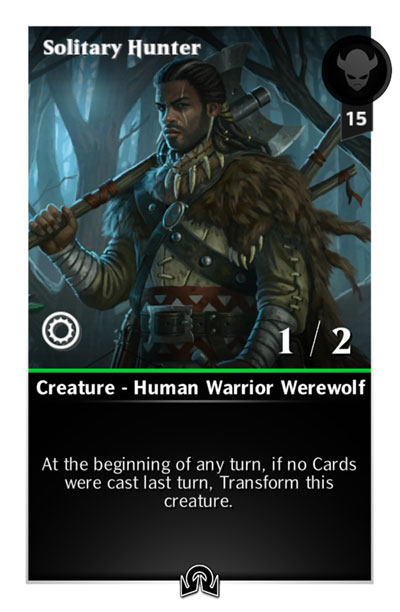 Solitary Hunter
15
1 / 2
Creature - Human Warrior Werewolf
At the beginning of any turn, if no Cards
were cast last turn, Transform this
creature.